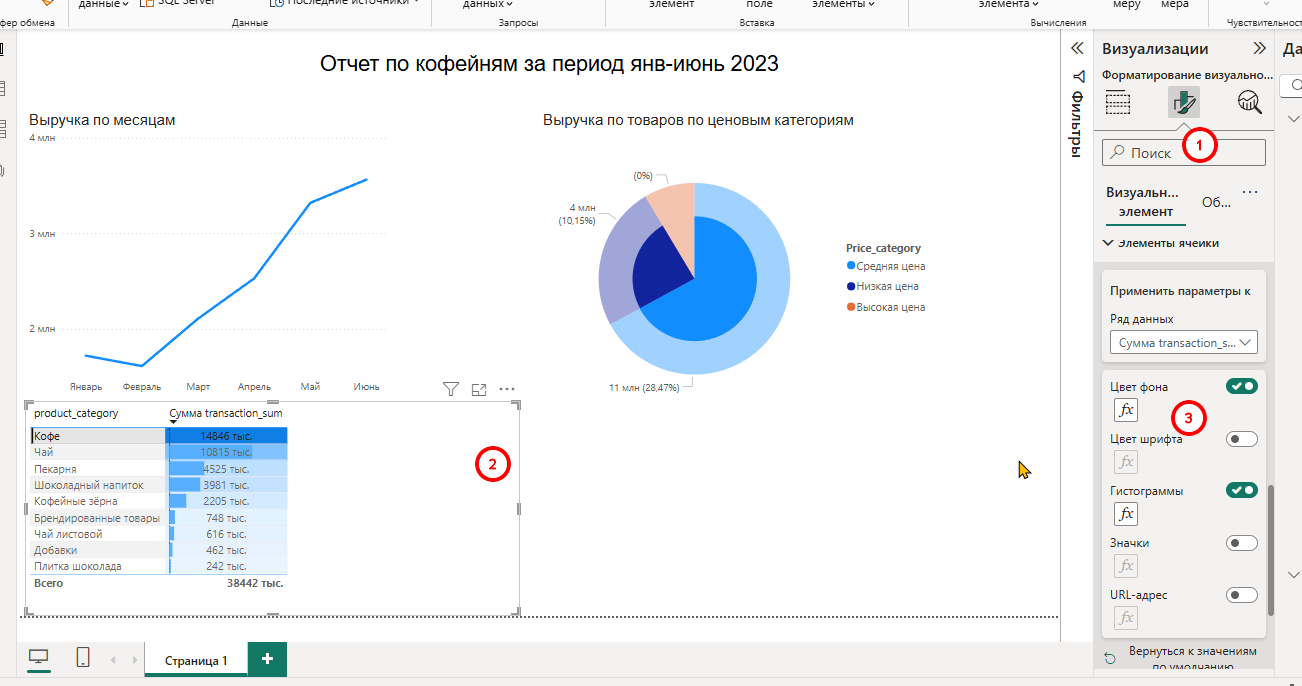 данные
SQL Server
Последние источники
данных
элемент
поле
элементы
элемента
меру
мера
фер обмена
Данные
Запросы
Вставка
Вычисления
Чувствительност
Отчет по кофейням за период янв-июнь 2023
Выручка по месяцам
4 млн
3 млн
2 млн
Январь Февраль Март Апрель Май Июнь
Выручка по товаров по ценовым категориям
(0%)
4 млн
(10,15%)
11 млн (28,47%)
Price_category
Средняя цена
Низкая цена
Высокая цена
product_category Сумма transaction_sum
Кофе 14846 тыс.
Чай 10815 тыс.
Пекарня 4525 тыс.
Шоколадный напиток 3981 тыс.
Кофейные зёрна 2205 тыс.
Брендированные товары 748 тыс.
Чай листовой 616 тыс.
Добавки 462 тыс.
Плитка шоколада 242 тыс.
Всего 38442 тыс.
2
Страница 1
Фильтры
Визуализации
Да
Форматирование визуально...
1
Поиск
Визуальн...
элемент
Об...
Элементы ячейки
Применить параметры к
Ряд данных
Сумма transaction_s...
Цвет фона
fx
3
Цвет шрифта
fx
Гистограммы
fx
Значки
fx
URL-адрес
fx
Вернуться к значениям
по умолчанию